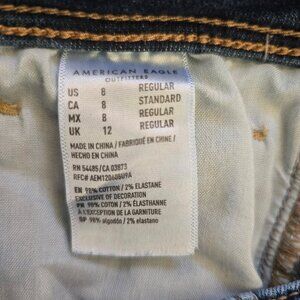 AMERICAN EAGLE
OUTFITTERS
US 8 REGULAR
CA 8 STANDARD
MX 8 REGULAR
UK 12 REGULAR
MADE IN CHINA / FABRIQUÉ EN CHINE /
HECHO EN CHINA
RN 54485/CA 03873
RFC# AEM1206086Q9A
EN 98% COTTON / 2% ELASTANE
EXCLUSIVE OF DECORATION
FR 98% COTON / 2% ÉLASTHANNE
À L'EXCEPTION DE LA GARNITURE
SP 98% algodón / 2% elastano